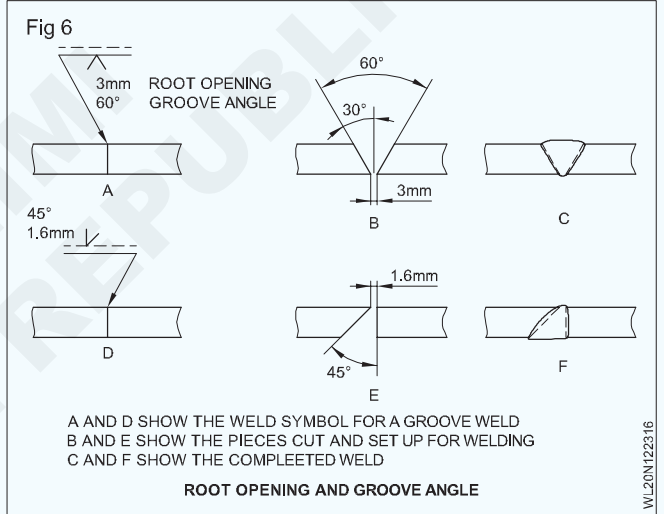 Fig 6
3mm ROOT OPENING
60° GROOVE ANGLE
A
60°
30°
3mm
B
C
45°
1.6mm
D
1.6mm
45°
E
F
A AND D SHOW THE WELD SYMBOL FOR A GROOVE WELD
B AND E SHOW THE PIECES CUT AND SET UP FOR WELDING
C AND F SHOW THE COMPLEETED WELD
ROOT OPENING AND GROOVE ANGLE
WL20N122316